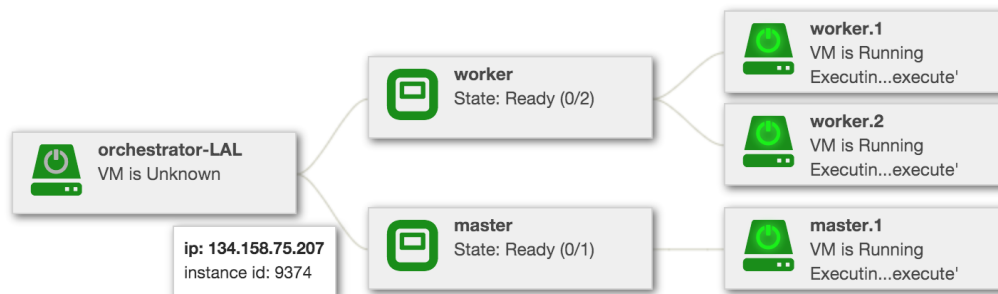 orchestrator-LAL
VM is Unknown
ip: 134.158.75.207
instance id: 9374
worker
State: Ready (0/2)
master
State: Ready (0/1)
worker.1
VM is Running
Executin...execute'
worker.2
VM is Running
Executin...execute'
master.1
VM is Running
Executin...execute'